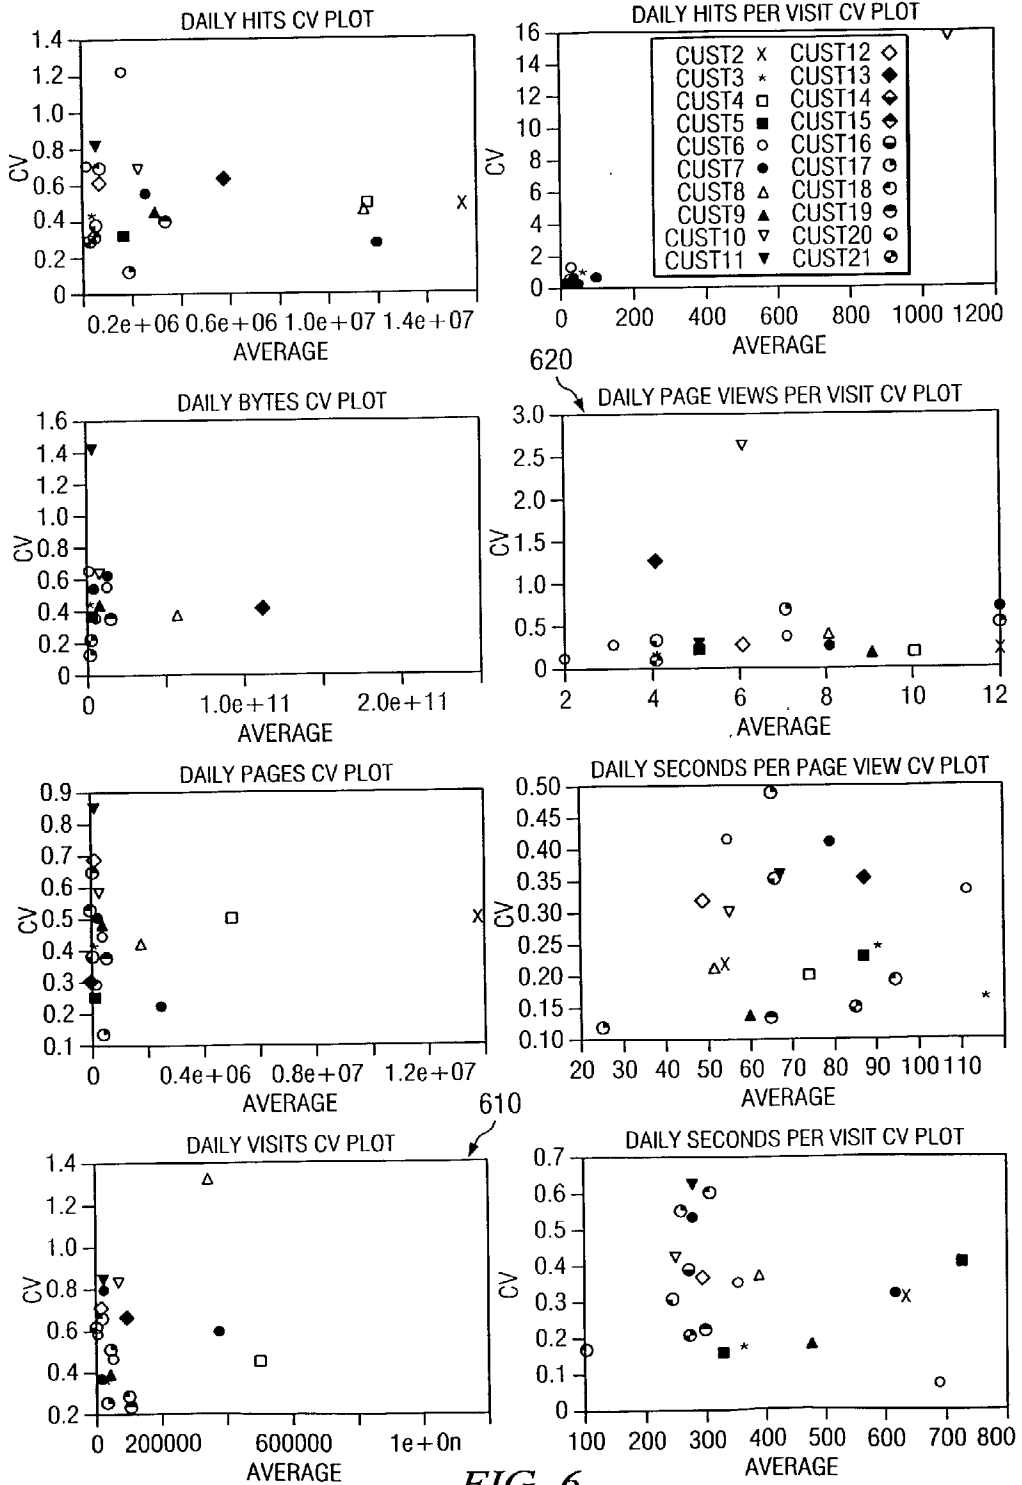 DAILY HITS CV PLOT
1.4
1.2
1.0
0.8
0.6
0.4
0.2
0
CV
0.2e+06 0.6e+06 1.0e+07 1.4e+07
AVERAGE
DAILY HITS PER VISIT CV PLOT
16
14
12
10
8
6
4
2
0
CV
CUST2 CUST12
CUST3 CUST13
CUST4 CUST14
CUST5 CUST15
CUST6 CUST16
CUST7 CUST17
CUST8 CUST18
CUST9 CUST19
CUST10 CUST20
CUST11 CUST21
0 200 400 600 800 1000 1200
AVERAGE
DAILY BYTES CV PLOT
1.6
1.4
1.2
1.0
0.8
0.6
0.4
0.2
0
CV
0 1.0e+11 2.0e+11
AVERAGE
620
DAILY PAGE VIEWS PER VISIT CV PLOT
3.0
2.5
2.0
1.5
1.0
0.5
0
CV
2 4 6 8 10 12
AVERAGE
DAILY PAGES CV PLOT
0.9
0.8
0.7
0.6
0.5
0.4
0.3
0.2
0.1
CV
0 0.4e+06 0.8e+07 1.2e+07
AVERAGE
DAILY SECONDS PER PAGE VIEW CV PLOT
0.50
0.45
0.40
0.35
0.30
0.25
0.20
0.15
0.10
CV
20 30 40 50 60 70 80 90 100 110
AVERAGE
610
DAILY VISITS CV PLOT
1.4
1.2
1.0
0.8
0.6
0.4
0.2
CV
0 200000 600000 1e+0n
AVERAGE
DAILY SECONDS PER VISIT CV PLOT
0.7
0.6
0.5
0.4
0.3
0.2
0.1
0
CV
100 200 300 400 500 600 700 800
AVERAGE
FIG. 6